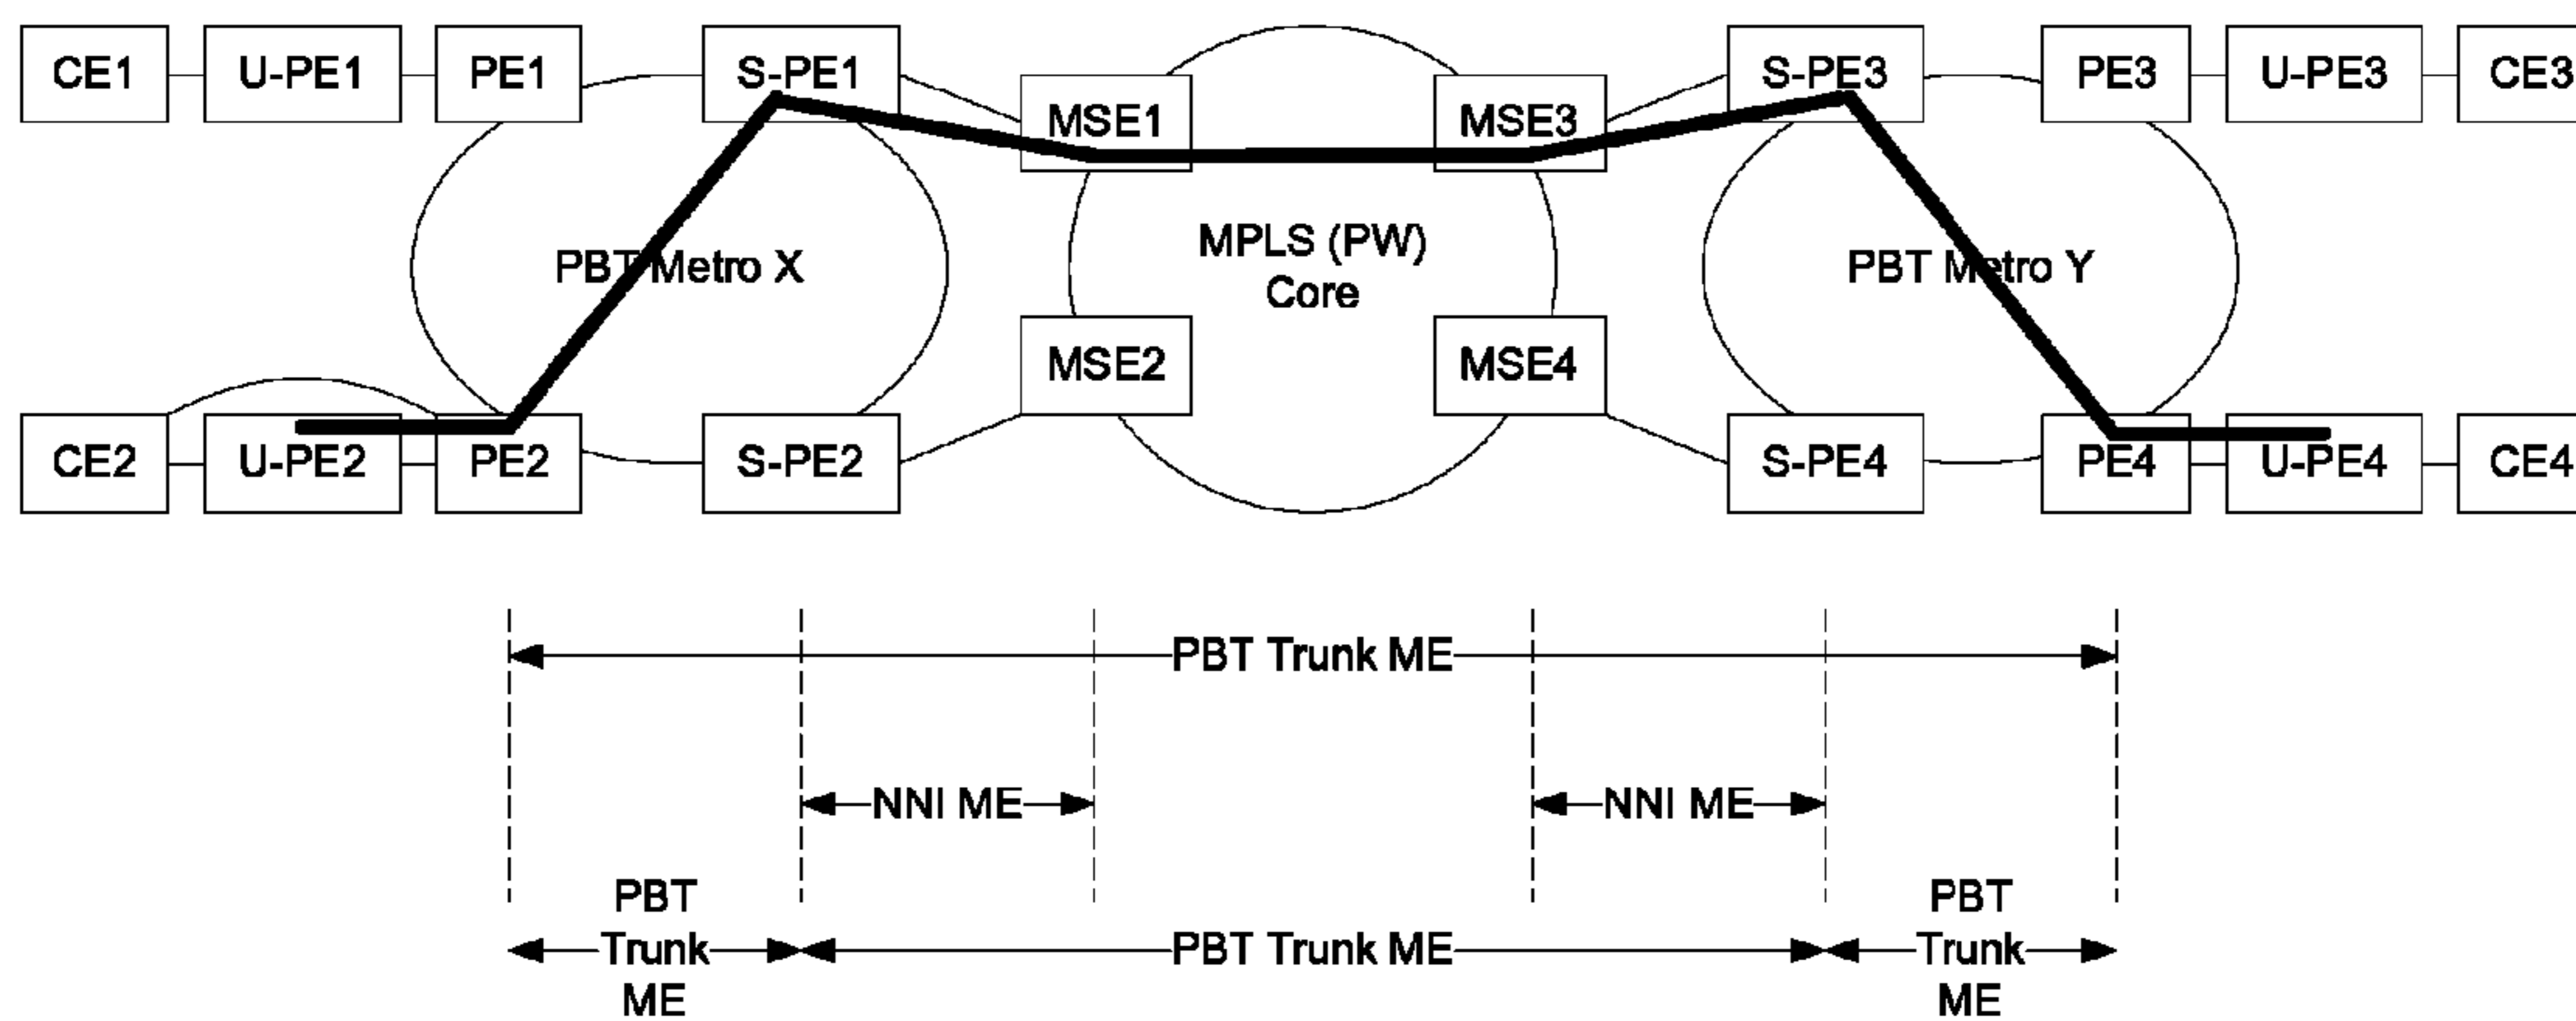 CE1 U-PE1 PE1 S-PE1 S-PE3 PE3 U-PE3 CE3
MSE1 MSE3
MPLS (PW)
Core
PBT Metro X PBT Metro Y
MSE2 MSE4
CE2 U-PE2 PE2 S-PE2 S-PE4 PE4 U-PE4 CE4
PBT Trunk ME
NNI ME NNI ME
PBT
Trunk
ME
PBT Trunk ME
PBT
Trunk
ME